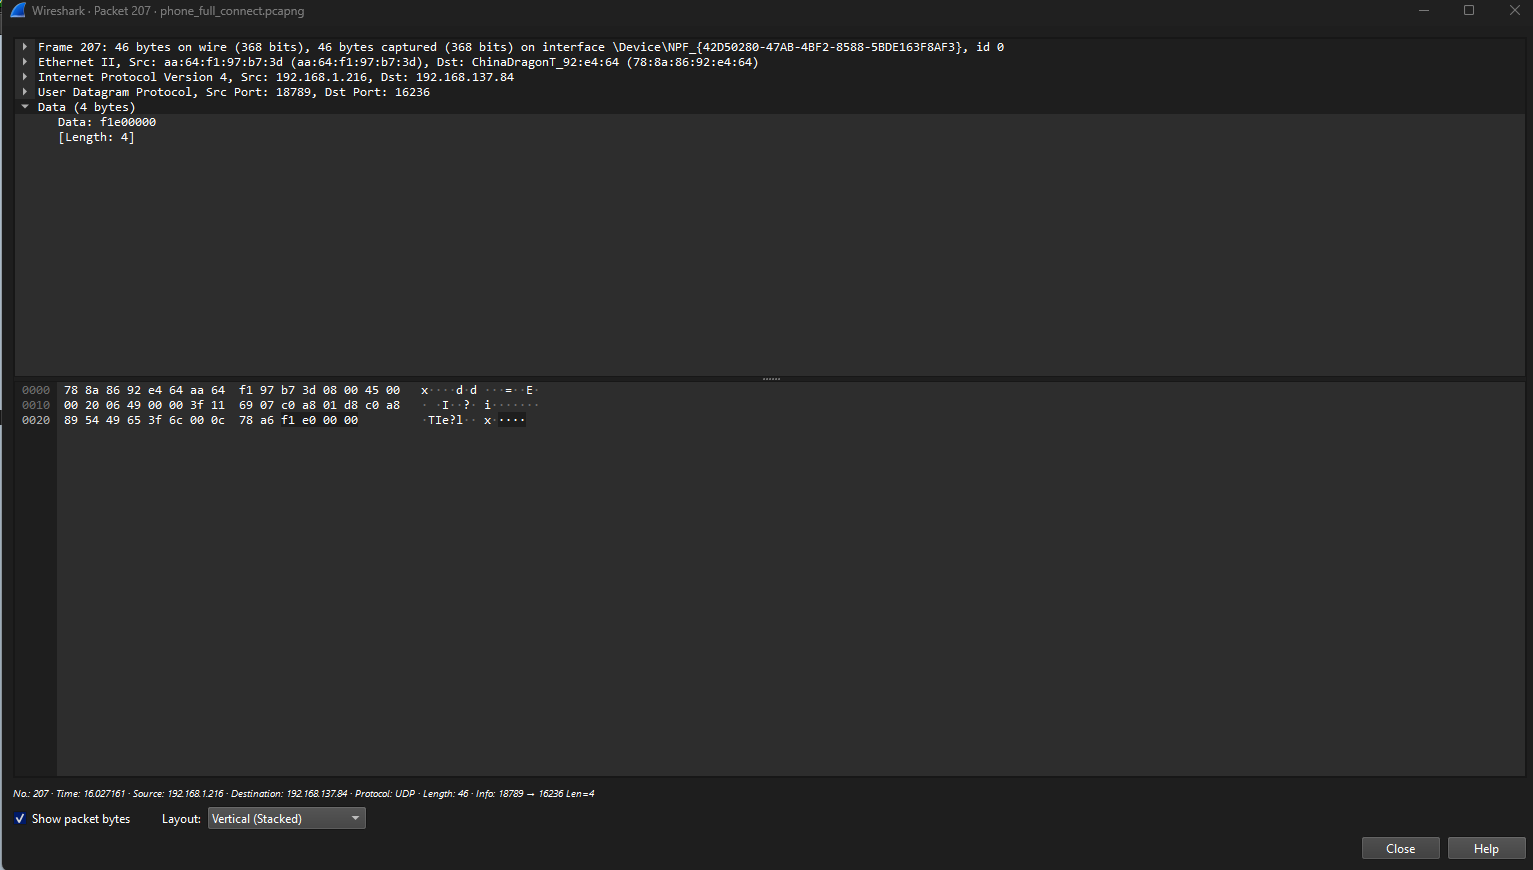 Wireshark · Packet 207 · phone_full_connect.pcapng
Frame 207: 46 bytes on wire (368 bits), 46 bytes captured (368 bits) on interface \Device\NPF_{42D50280-47AB-4BF2-8588-5BDE163F8AF3}, id 0
Ethernet II, Src: aa:64:f1:97:b7:3d (aa:64:f1:97:b7:3d), Dst: ChinaDragonT_92:e4:64 (78:8a:86:92:e4:64)
Internet Protocol Version 4, Src: 192.168.1.216, Dst: 192.168.137.84
User Datagram Protocol, Src Port: 18789, Dst Port: 16236
Data (4 bytes)
Data: f1e00000
[Length: 4]
0000 78 8a 86 92 e4 64 aa 64 f1 97 b7 3d 08 00 45 00 x····d·d ···=··E·
0010 00 20 06 49 00 00 3f 11 69 07 c0 a8 01 d8 c0 a8 · ·I··?· i·······
0020 89 54 49 65 3f 6c 00 0c 78 a6 f1 e0 00 00 ·TIe?l·· x·····
No.: 207 · Time: 16.027161 · Source: 192.168.1.216 · Destination: 192.168.137.84 · Protocol: UDP · Length: 46 · Info: 18789 → 16236 Len=4
Show packet bytes Layout: Vertical (Stacked)
Close Help